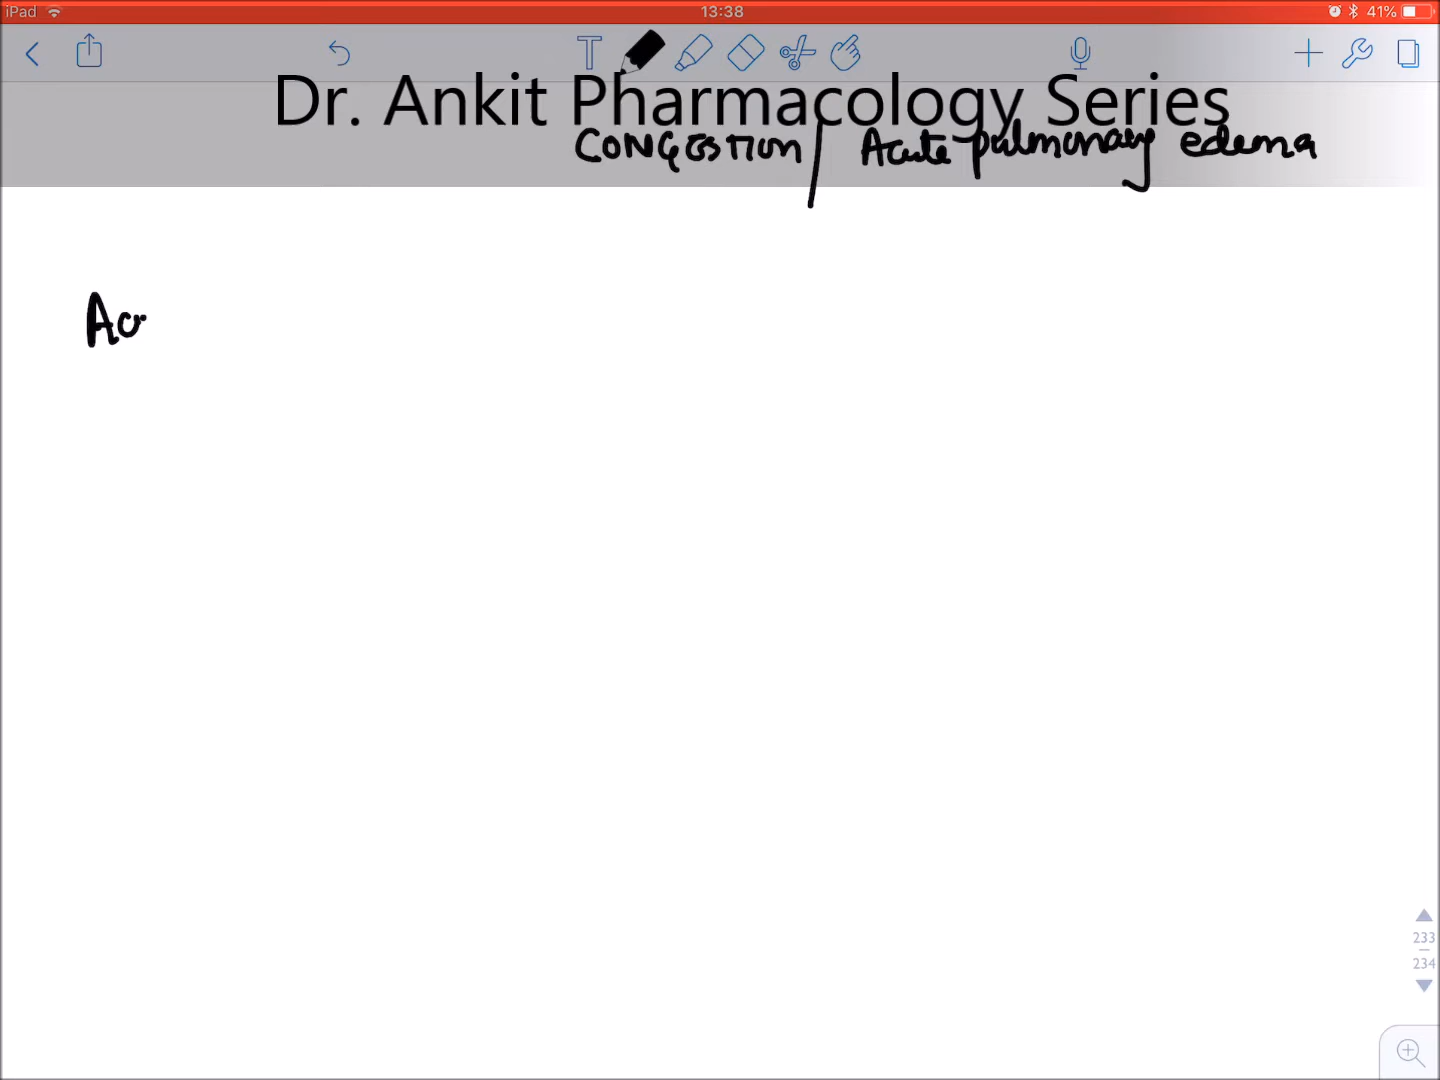 iPad 13:38 41%
T
Dr. Ankit Pharmacology Series
CONGESTION / Acute pulmonary edema
Ac
233
234